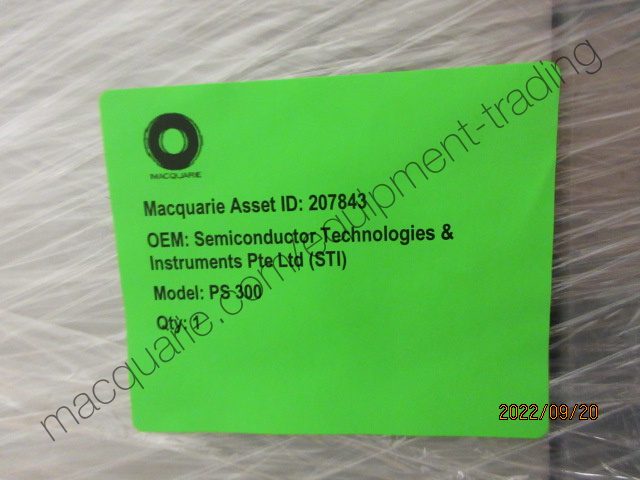 MACQUARIE
Macquarie Asset ID: 207843
OEM: Semiconductor Technologies &
Instruments Pte Ltd (STI)
Model: PS 300
Qty: 1
macquarie.com/equipment-trading
2022/09/20